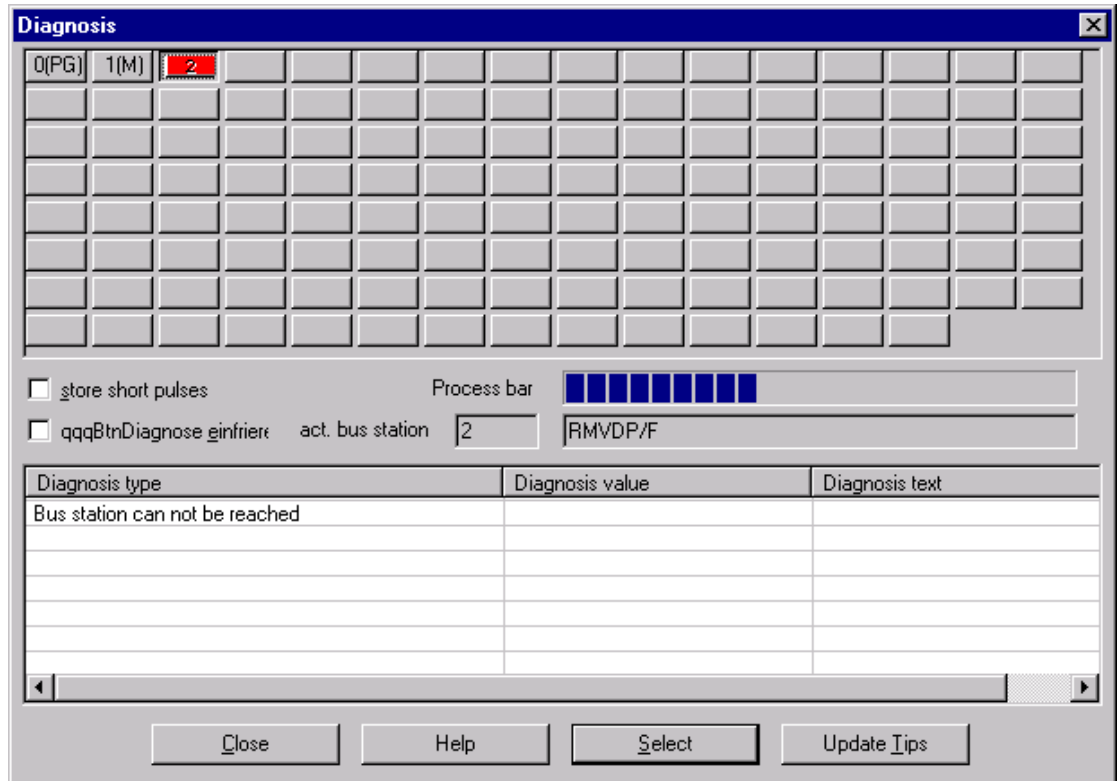 Diagnosis
0(PG) 1(M) 2
store short pulses Process bar
qqqBtnDiagnose einfriere act. bus station 2 RMVDP/F
Diagnosis type Diagnosis value Diagnosis text
Bus station can not be reached
Close Help Select Update Tips